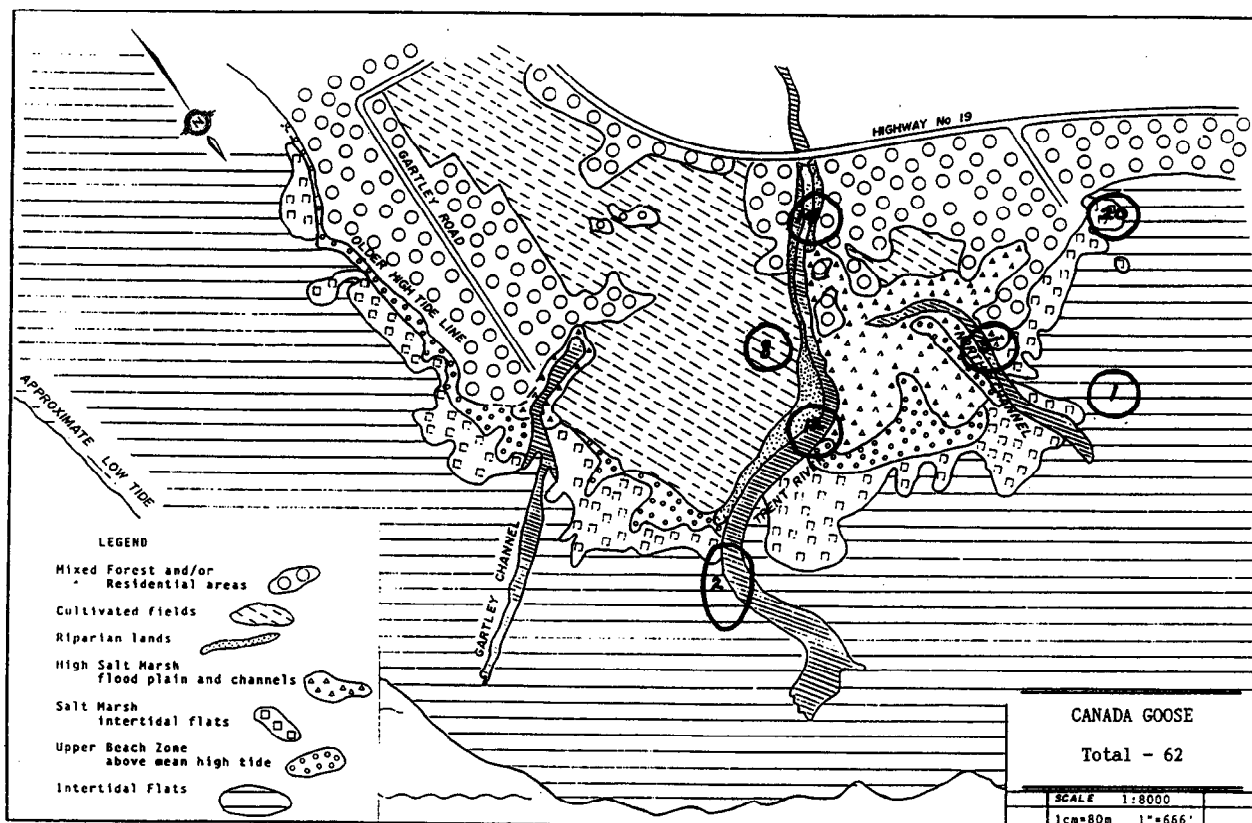 N
HIGHWAY No 19
GARTLEY ROAD
OLDER HIGH TIDE LINE
8
1
TRENT RIVER
CHANNEL
2
GARTLEY CHANNEL
APPROXIMATE LOW TIDE
LEGEND
Mixed Forest and/or
Residential areas
Cultivated fields
Riparian lands
High Salt Marsh
flood plain and channels
Salt Marsh
intertidal flats
Upper Beach Zone
above mean high tide
Intertidal Flats
CANADA GOOSE
Total - 62
SCALE 1:8000
1cm=80m 1"=666'